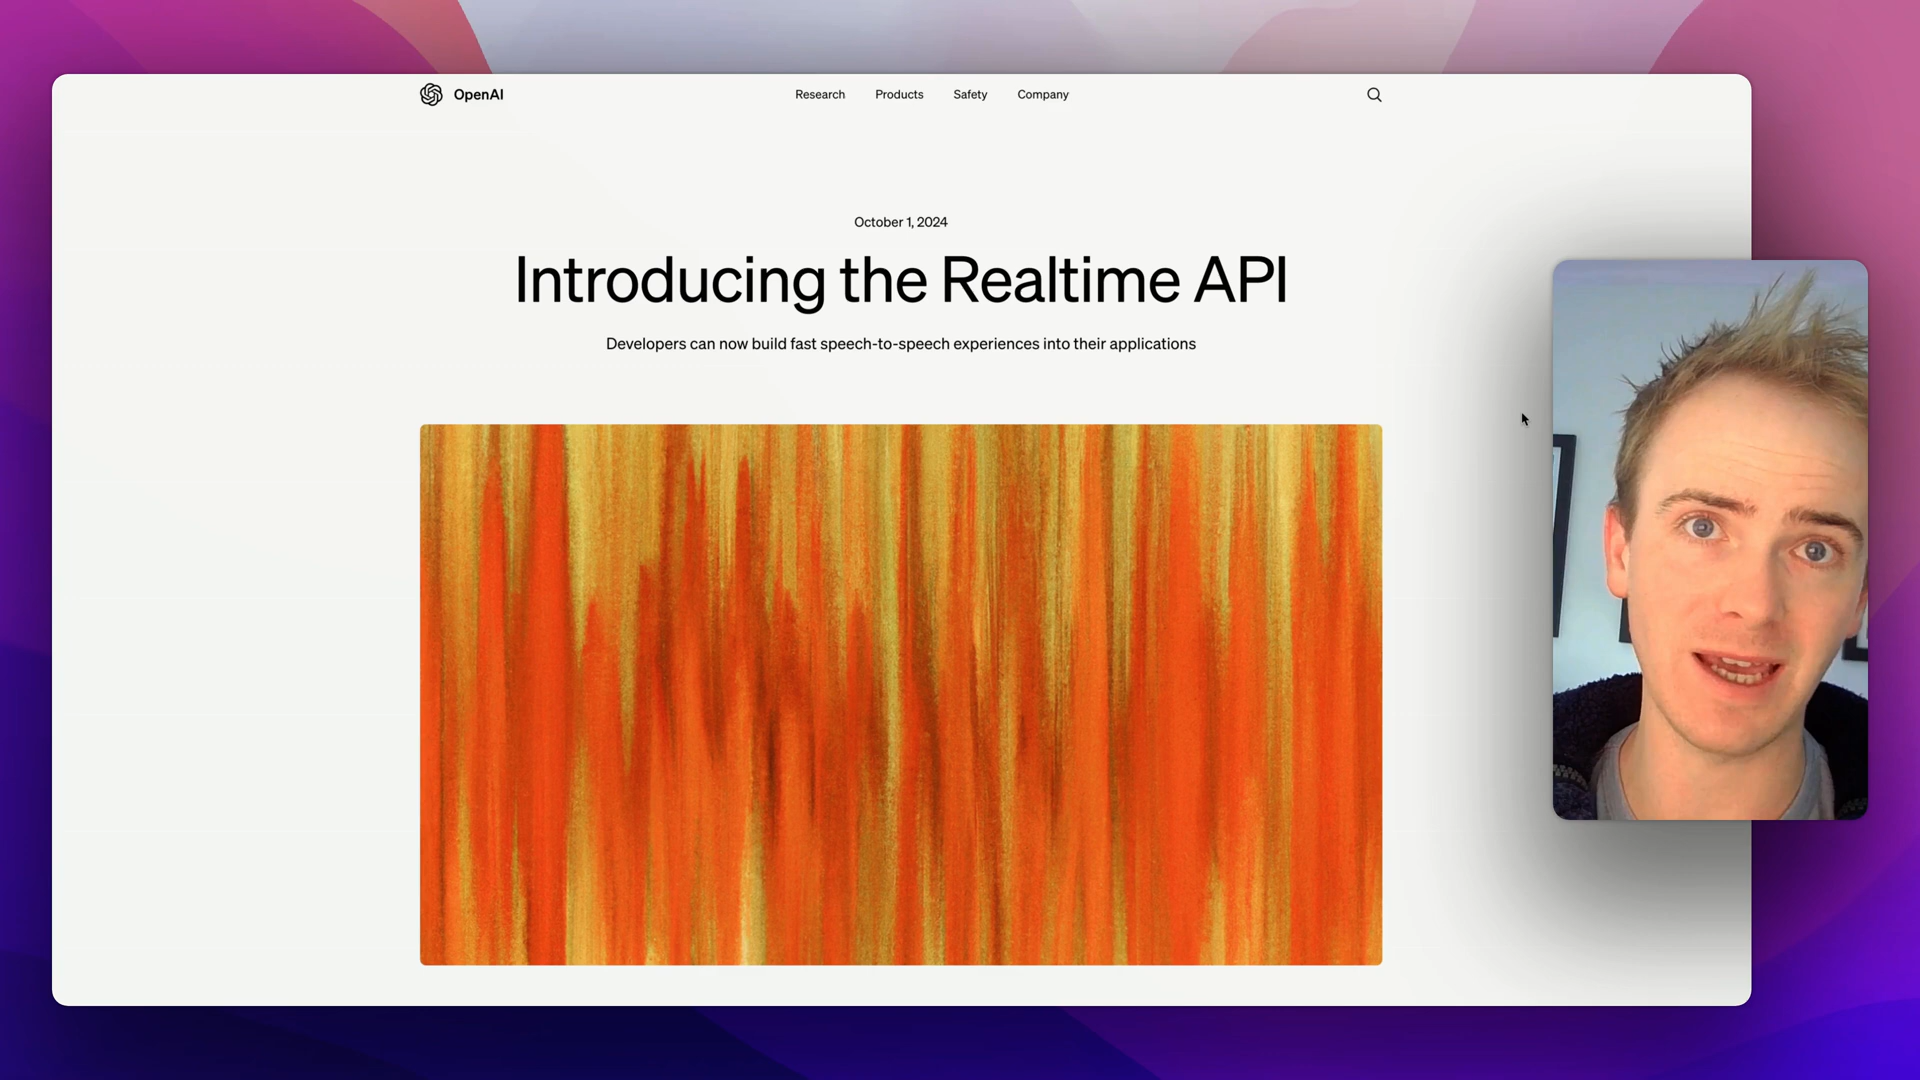 OpenAI
Research Products Safety Company
October 1, 2024
Introducing the Realtime API
Developers can now build fast speech-to-speech experiences into their applications